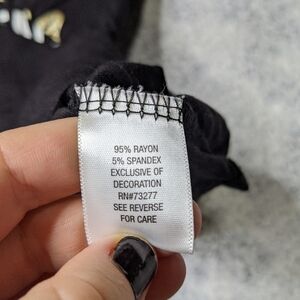 95% RAYON
5% SPANDEX
EXCLUSIVE OF
DECORATION
RN#73277
SEE REVERSE
FOR CARE